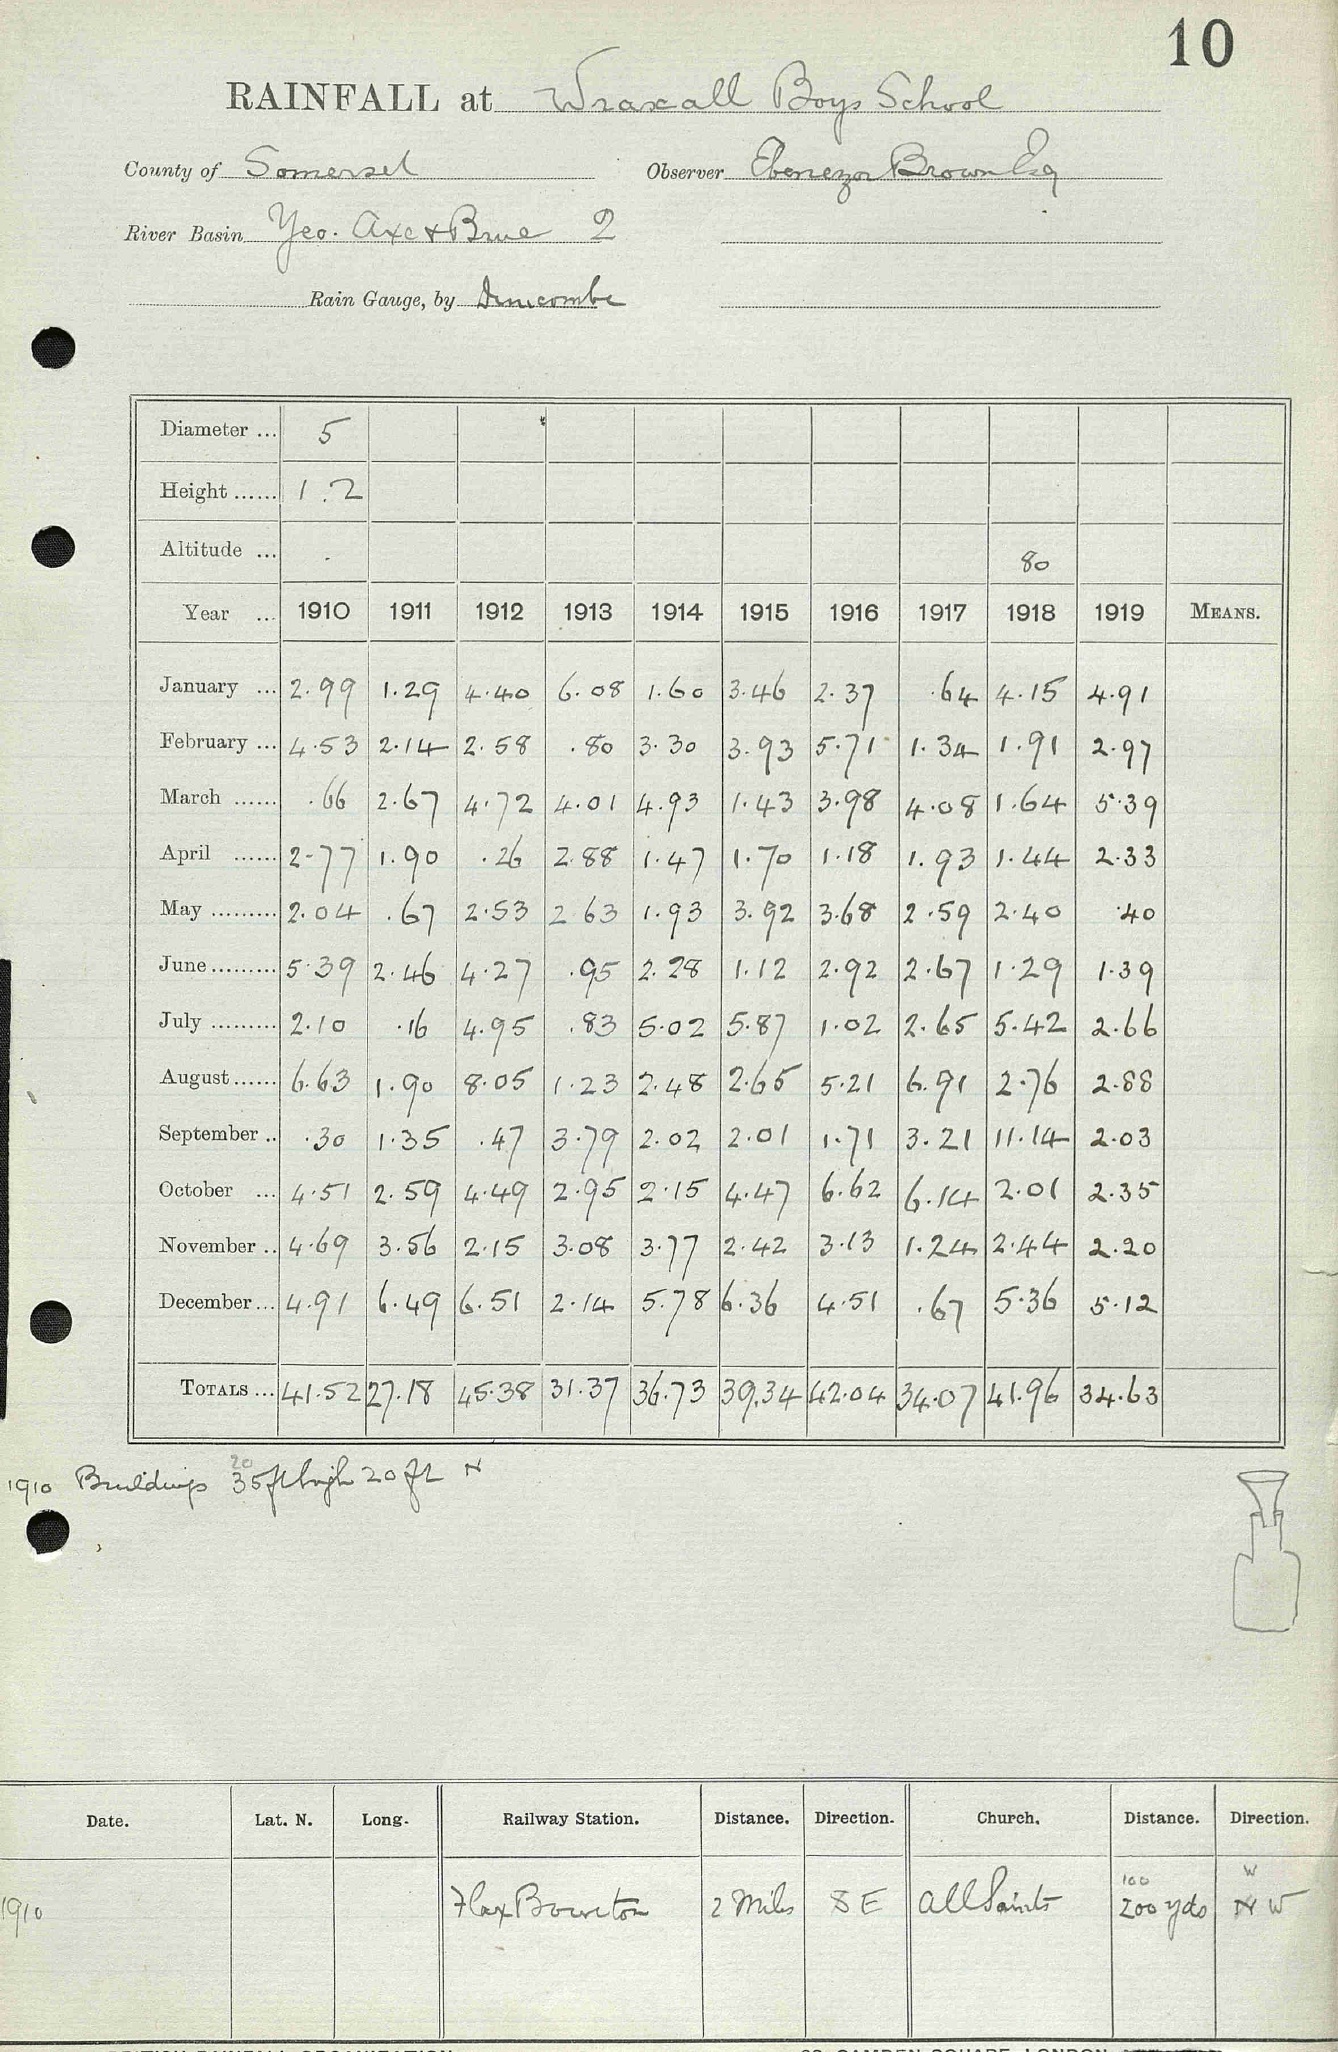 10
RAINFALL at Wraxall Boys School
County of Somerset Observer Ebenezer Brown Esq
River Basin Yeo. Axe & Brue 2
Rain Gauge, by
Diameter ... 5
Height ...... 1.2
Altitude ... 80
Year ... 1910 1911 1912 1913 1914 1915 1916 1917 1918 1919 MEANS.
January ... 2.99 1.29 4.40 6.08 1.60 3.46 2.37 .64 4.15 4.91
February ... 4.53 2.14 2.58 .80 3.30 3.93 5.71 1.34 1.91 2.97
March ...... .66 2.67 4.72 4.01 4.93 1.43 3.98 4.08 1.64 5.39
April ...... 2.77 1.90 .26 2.88 1.47 1.70 1.18 1.93 1.44 2.33
May ......... 2.04 .67 2.53 2.63 1.93 3.92 3.68 2.59 2.40 .40
June ......... 5.39 2.46 4.27 .95 2.28 1.12 2.92 2.67 1.29 1.39
July ......... 2.10 .16 4.95 .83 5.02 5.87 1.02 2.65 5.42 2.66
August ...... 6.63 1.90 8.05 1.23 2.48 2.65 5.21 6.91 2.76 2.88
September .. .30 1.35 .47 3.79 2.02 2.01 1.71 3.21 11.14 2.03
October ... 4.51 2.59 4.49 2.95 2.15 4.47 6.62 6.14 2.01 2.35
November .. 4.69 3.56 2.15 3.08 3.77 2.42 3.13 1.24 2.44 2.20
December ... 4.91 6.49 6.51 2.14 5.78 6.36 4.51 .67 5.36 5.12
TOTALS ... 41.52 27.18 45.38 31.37 36.73 39.34 42.04 34.07 41.96 34.63
20
1910 Buildings 35 ft high 20 ft N
Date. Lat. N. Long. Railway Station. Distance. Direction. Church. Distance. Direction.
100 W
1910 Flax Bourton 2 Miles S E All Saints 200 yds N W